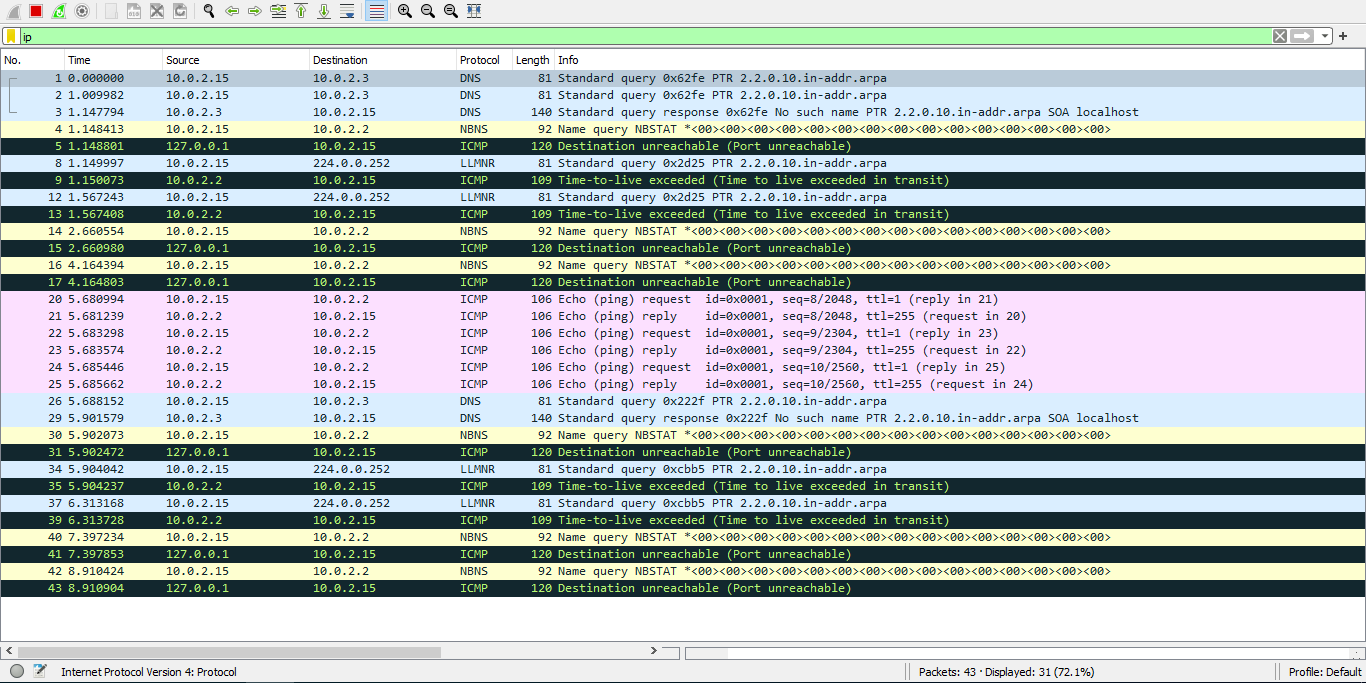 ip
No. Time Source Destination Protocol Length Info
1 0.000000 10.0.2.15 10.0.2.3 DNS 81 Standard query 0x62fe PTR 2.2.0.10.in-addr.arpa
2 1.009982 10.0.2.15 10.0.2.3 DNS 81 Standard query 0x62fe PTR 2.2.0.10.in-addr.arpa
3 1.147794 10.0.2.3 10.0.2.15 DNS 140 Standard query response 0x62fe No such name PTR 2.2.0.10.in-addr.arpa SOA localhost
4 1.148413 10.0.2.15 10.0.2.2 NBNS 92 Name query NBSTAT *<00><00><00><00><00><00><00><00><00><00><00><00><00><00><00>
5 1.148801 127.0.0.1 10.0.2.15 ICMP 120 Destination unreachable (Port unreachable)
8 1.149997 10.0.2.15 224.0.0.252 LLMNR 81 Standard query 0x2d25 PTR 2.2.0.10.in-addr.arpa
9 1.150073 10.0.2.2 10.0.2.15 ICMP 109 Time-to-live exceeded (Time to live exceeded in transit)
12 1.567243 10.0.2.15 224.0.0.252 LLMNR 81 Standard query 0x2d25 PTR 2.2.0.10.in-addr.arpa
13 1.567408 10.0.2.2 10.0.2.15 ICMP 109 Time-to-live exceeded (Time to live exceeded in transit)
14 2.660554 10.0.2.15 10.0.2.2 NBNS 92 Name query NBSTAT *<00><00><00><00><00><00><00><00><00><00><00><00><00><00><00>
15 2.660980 127.0.0.1 10.0.2.15 ICMP 120 Destination unreachable (Port unreachable)
16 4.164394 10.0.2.15 10.0.2.2 NBNS 92 Name query NBSTAT *<00><00><00><00><00><00><00><00><00><00><00><00><00><00><00>
17 4.164803 127.0.0.1 10.0.2.15 ICMP 120 Destination unreachable (Port unreachable)
20 5.680994 10.0.2.15 10.0.2.2 ICMP 106 Echo (ping) request id=0x0001, seq=8/2048, ttl=1 (reply in 21)
21 5.681239 10.0.2.2 10.0.2.15 ICMP 106 Echo (ping) reply id=0x0001, seq=8/2048, ttl=255 (request in 20)
22 5.683298 10.0.2.15 10.0.2.2 ICMP 106 Echo (ping) request id=0x0001, seq=9/2304, ttl=1 (reply in 23)
23 5.683574 10.0.2.2 10.0.2.15 ICMP 106 Echo (ping) reply id=0x0001, seq=9/2304, ttl=255 (request in 22)
24 5.685446 10.0.2.15 10.0.2.2 ICMP 106 Echo (ping) request id=0x0001, seq=10/2560, ttl=1 (reply in 25)
25 5.685662 10.0.2.2 10.0.2.15 ICMP 106 Echo (ping) reply id=0x0001, seq=10/2560, ttl=255 (request in 24)
26 5.688152 10.0.2.15 10.0.2.3 DNS 81 Standard query 0x222f PTR 2.2.0.10.in-addr.arpa
29 5.901579 10.0.2.3 10.0.2.15 DNS 140 Standard query response 0x222f No such name PTR 2.2.0.10.in-addr.arpa SOA localhost
30 5.902073 10.0.2.15 10.0.2.2 NBNS 92 Name query NBSTAT *<00><00><00><00><00><00><00><00><00><00><00><00><00><00><00>
31 5.902472 127.0.0.1 10.0.2.15 ICMP 120 Destination unreachable (Port unreachable)
34 5.904042 10.0.2.15 224.0.0.252 LLMNR 81 Standard query 0xcbb5 PTR 2.2.0.10.in-addr.arpa
35 5.904237 10.0.2.2 10.0.2.15 ICMP 109 Time-to-live exceeded (Time to live exceeded in transit)
37 6.313168 10.0.2.15 224.0.0.252 LLMNR 81 Standard query 0xcbb5 PTR 2.2.0.10.in-addr.arpa
39 6.313728 10.0.2.2 10.0.2.15 ICMP 109 Time-to-live exceeded (Time to live exceeded in transit)
40 7.397234 10.0.2.15 10.0.2.2 NBNS 92 Name query NBSTAT *<00><00><00><00><00><00><00><00><00><00><00><00><00><00><00>
41 7.397853 127.0.0.1 10.0.2.15 ICMP 120 Destination unreachable (Port unreachable)
42 8.910424 10.0.2.15 10.0.2.2 NBNS 92 Name query NBSTAT *<00><00><00><00><00><00><00><00><00><00><00><00><00><00><00>
43 8.910904 127.0.0.1 10.0.2.15 ICMP 120 Destination unreachable (Port unreachable)
Internet Protocol Version 4: Protocol Packets: 43 · Displayed: 31 (72.1%) Profile: Default